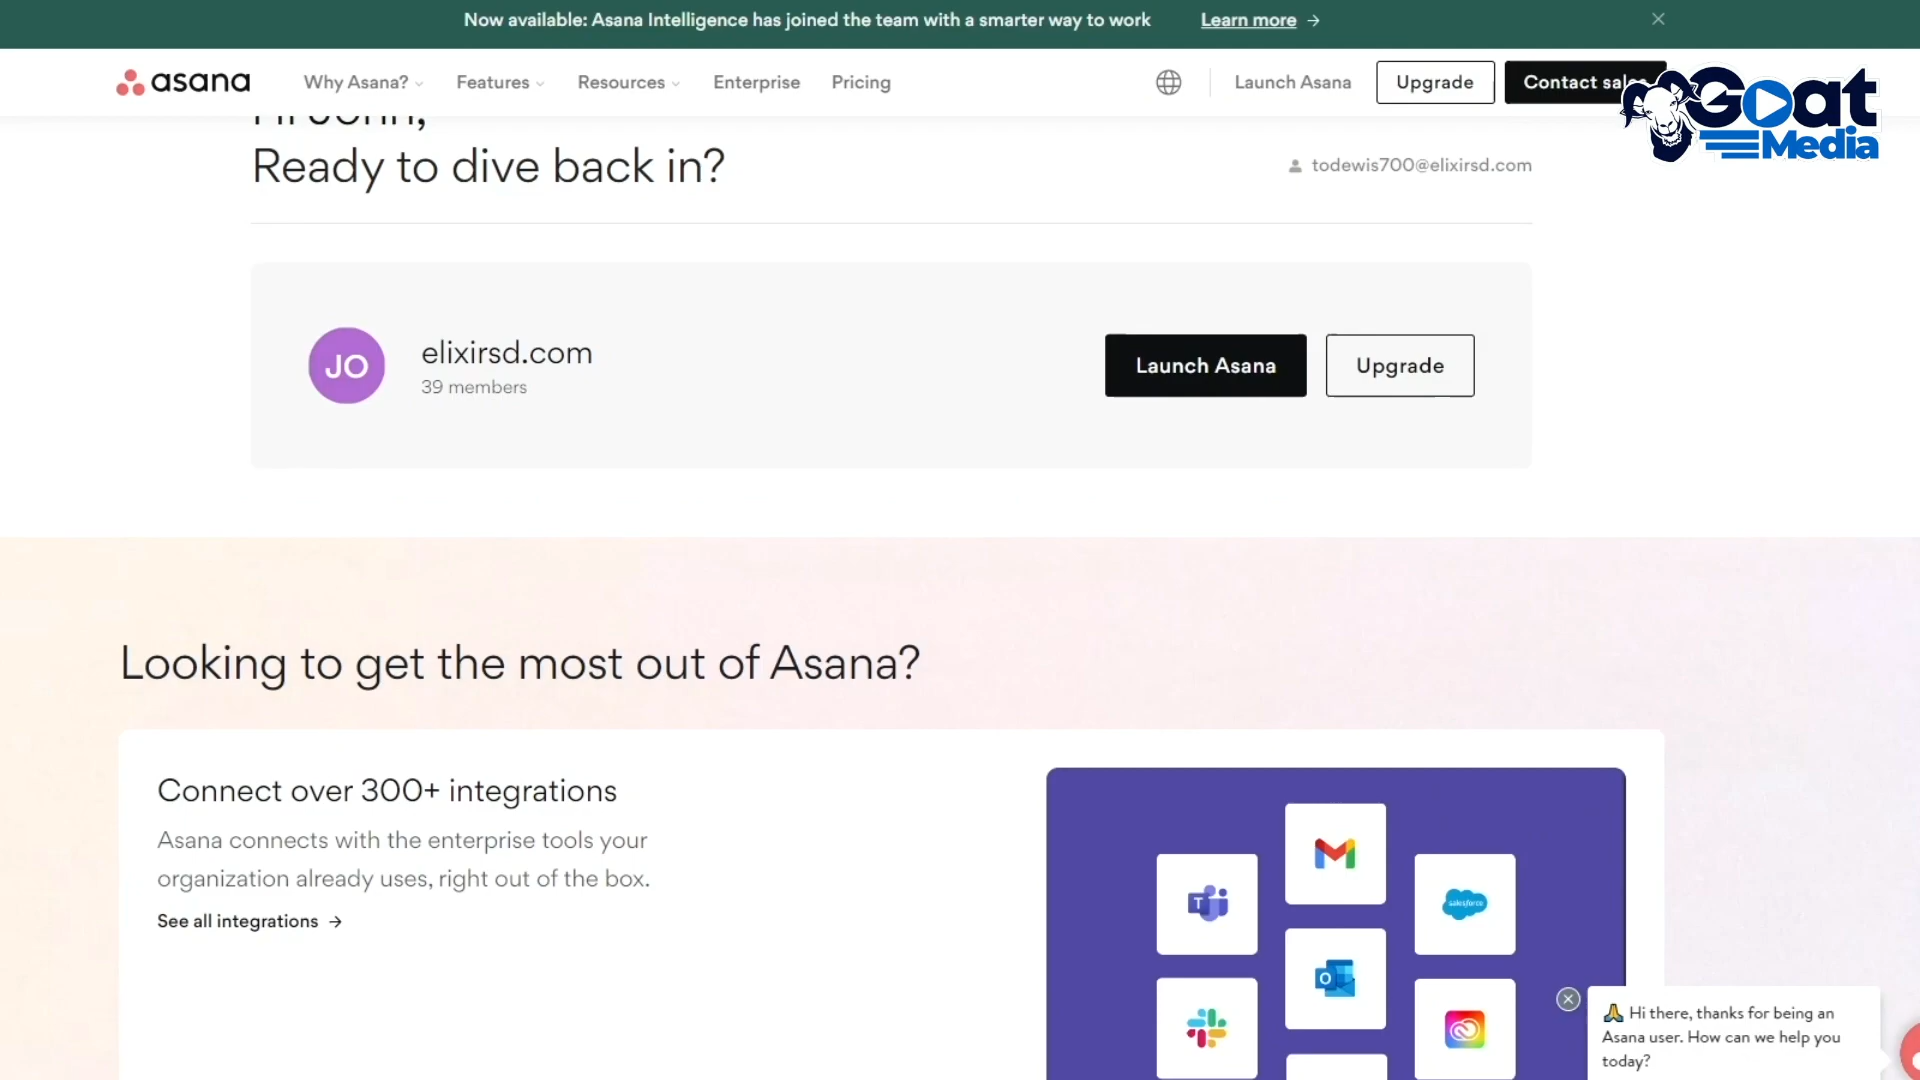 Now available: Asana Intelligence has joined the team with a smarter way to work Learn more →
asana Why Asana? Features Resources Enterprise Pricing Launch Asana Upgrade Contact sales
Goat
Media
Hi John,
Ready to dive back in?
todewis700@elixirsd.com
JO
elixirsd.com
39 members
Launch Asana Upgrade
Looking to get the most out of Asana?
Connect over 300+ integrations
Asana connects with the enterprise tools your
organization already uses, right out of the box.
See all integrations →
T
salesforce
O
🙏 Hi there, thanks for being an
Asana user. How can we help you
today?